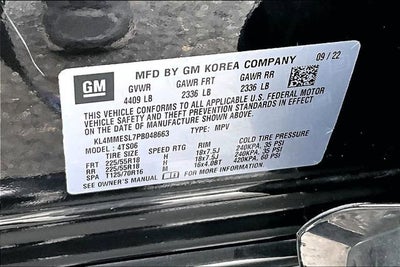 GM
MFD BY GM KOREA COMPANY 09/22
GVWR GAWR FRT GAWR RR
4409 LB 2336 LB 2336 LB
THIS VEHICLE CONFORMS TO ALL APPLICABLE U.S. FEDERAL MOTOR
VEHICLE SAFETY AND THEFT PREVENTION STANDARDS IN EFFECT
ON THE DATE OF MANUFACTURE SHOWN ABOVE.
KL4MMESL7PB048663 TYPE: MPV
MODEL: 4TS06
TIRE SIZE SPEED RTG RIM COLD TIRE PRESSURE
FRT 225/55R18 H 18x7.5J 240KPA, 35 PSI
RR 225/55R18 H 18x7.5J 240KPA, 35 PSI
SPA T125/70R16 M 16x4.0BT 420KPA, 60 PSI
SEE OWNER'S MANUAL FOR MORE INFORMATION.